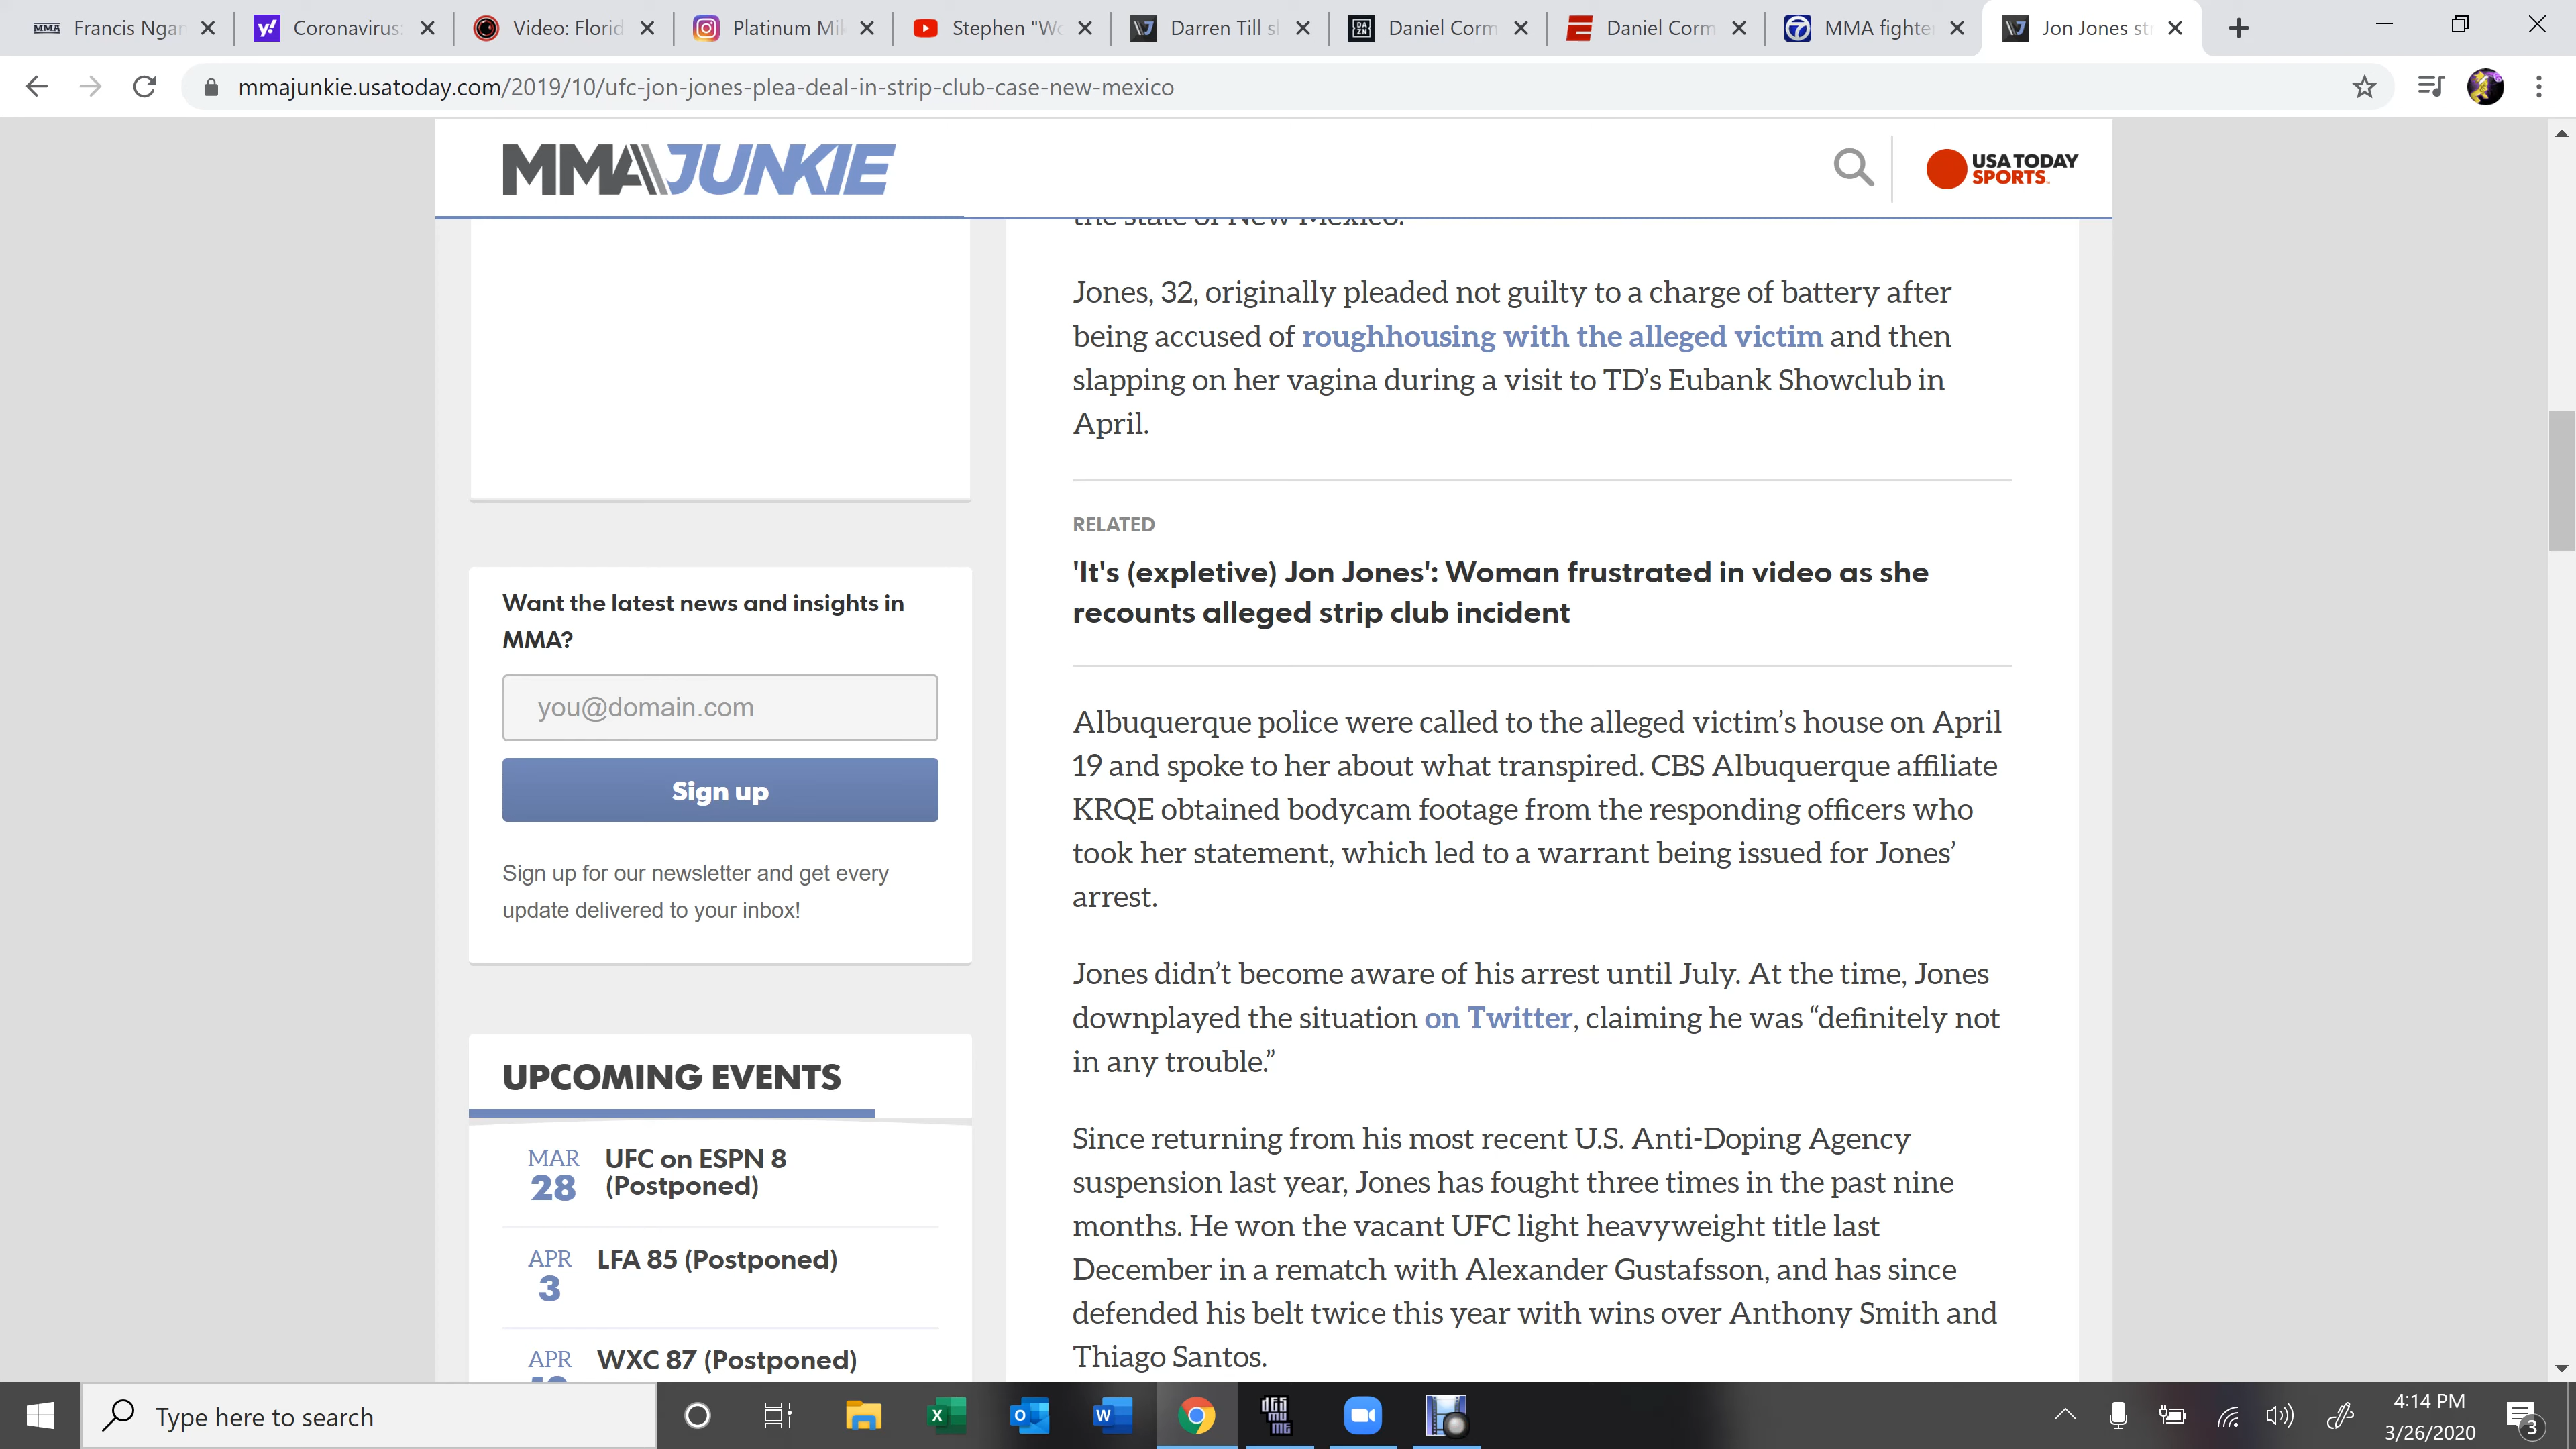 MMA Francis Ngan
y! Coronavirus:
Video: Florid
Platinum Mik
Stephen "Wo
Darren Till sl
DAZN Daniel Corm
Daniel Corm
MMA fighter
Jon Jones str
mmajunkie.usatoday.com/2019/10/ufc-jon-jones-plea-deal-in-strip-club-case-new-mexico
MMAJUNKIE
USA TODAY
SPORTS
the state of New Mexico.
Jones, 32, originally pleaded not guilty to a charge of battery after
being accused of roughhousing with the alleged victim and then
slapping on her vagina during a visit to TD’s Eubank Showclub in
April.
RELATED
'It's (expletive) Jon Jones': Woman frustrated in video as she
recounts alleged strip club incident
Albuquerque police were called to the alleged victim’s house on April
19 and spoke to her about what transpired. CBS Albuquerque affiliate
KRQE obtained bodycam footage from the responding officers who
took her statement, which led to a warrant being issued for Jones’
arrest.
Jones didn’t become aware of his arrest until July. At the time, Jones
downplayed the situation on Twitter, claiming he was “definitely not
in any trouble.”
Since returning from his most recent U.S. Anti-Doping Agency
suspension last year, Jones has fought three times in the past nine
months. He won the vacant UFC light heavyweight title last
December in a rematch with Alexander Gustafsson, and has since
defended his belt twice this year with wins over Anthony Smith and
Thiago Santos.
Want the latest news and insights in
MMA?
you@domain.com
Sign up
Sign up for our newsletter and get every
update delivered to your inbox!
UPCOMING EVENTS
MAR
28
UFC on ESPN 8
(Postponed)
APR
3
LFA 85 (Postponed)
APR
WXC 87 (Postponed)
Type here to search
4:14 PM
3/26/2020
3